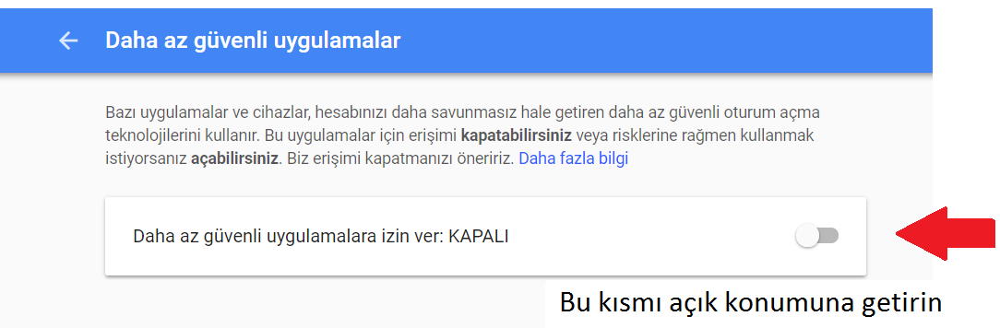 Daha az güvenli uygulamalar
Bazı uygulamalar ve cihazlar, hesabınızı daha savunmasız hale getiren daha az güvenli oturum açma
teknolojilerini kullanır. Bu uygulamalar için erişimi kapatabilirsiniz veya risklerine rağmen kullanmak
istiyorsanız açabilirsiniz. Biz erişimi kapatmanızı öneririz. Daha fazla bilgi
Daha az güvenli uygulamalara izin ver: KAPALI
Bu kısmı açık konumuna getirin